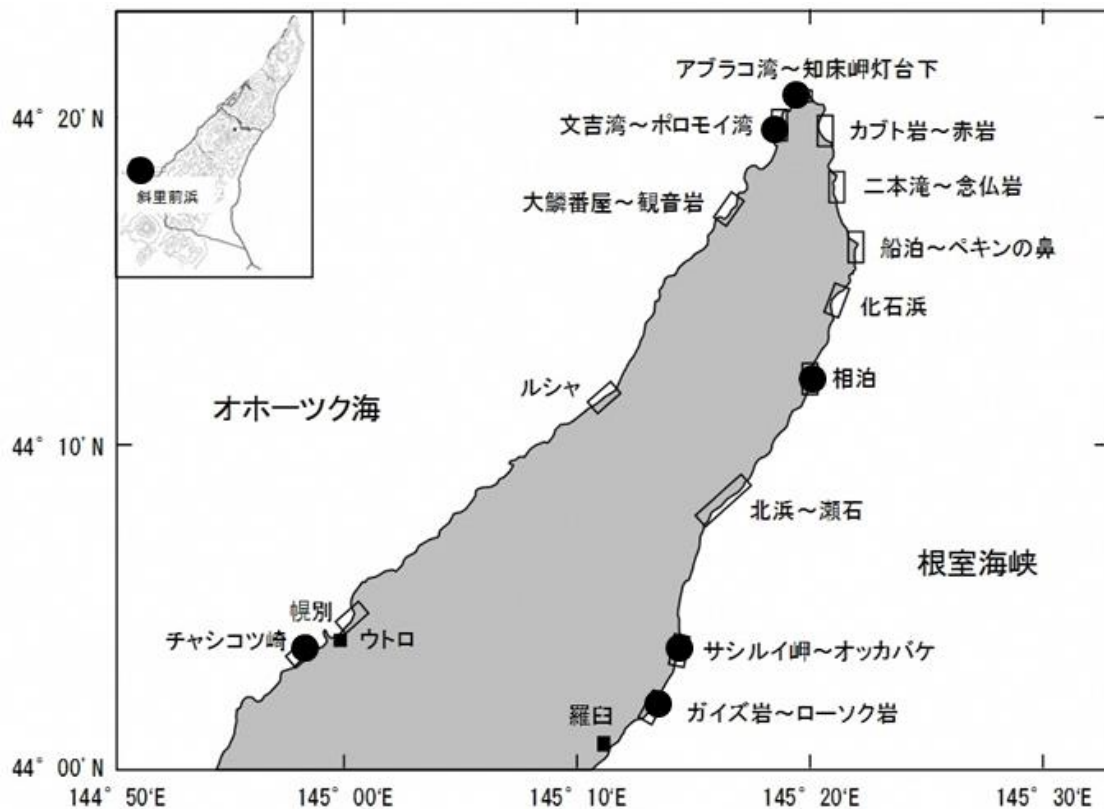 アブラコ湾～知床岬灯台下
44° 20' N
文吉湾～ポロモイ湾
カブト岩～赤岩
斜里前浜
二本滝～念仏岩
大鱗番屋～観音岩
船泊～ペキンの鼻
化石浜
ルシャ
相泊
オホーツク海
44° 10' N
北浜～瀬石
根室海峡
幌別
チャシコツ崎
ウトロ
サシルイ岬～オッカバケ
羅臼
ガイズ岩～ローソク岩
44° 00' N
144° 50' E
145° 00' E
145° 10' E
145° 20' E
145° 30' E